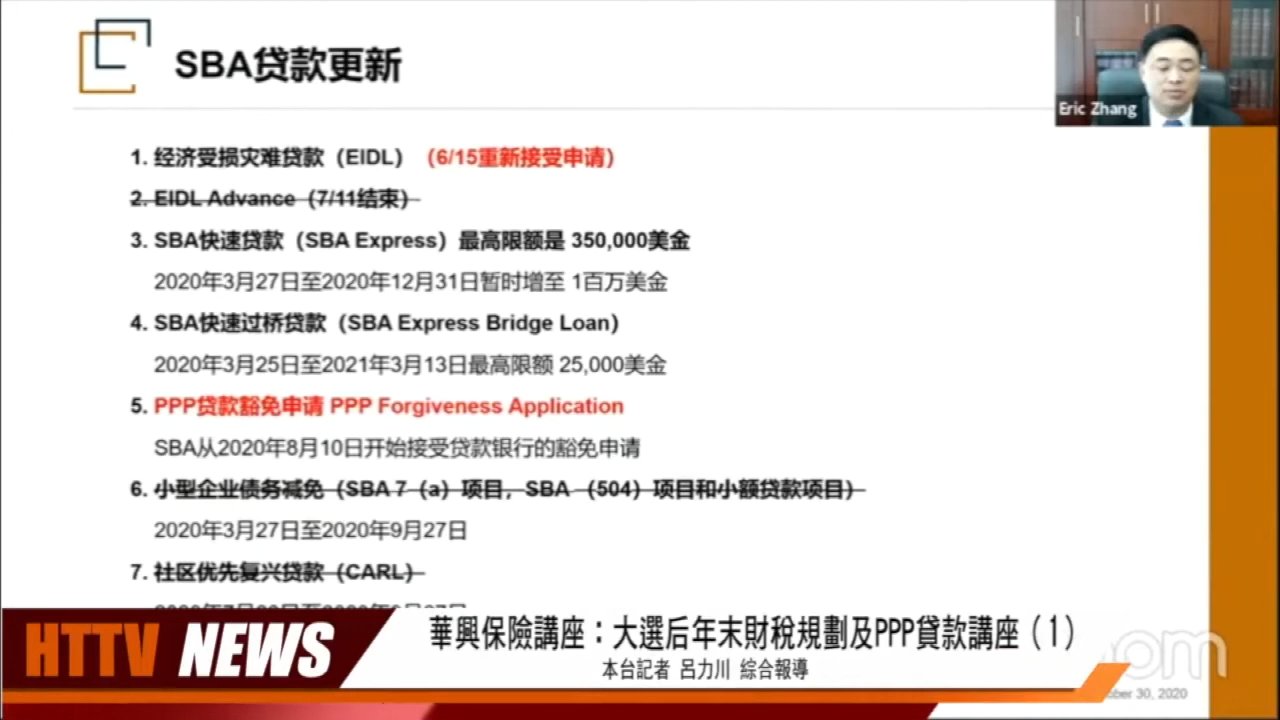 SBA贷款更新
Eric Zhang
1. 经济受损灾难贷款（EIDL）（6/15重新接受申请）
2. EIDL Advance（7/11结束）
3. SBA快速贷款（SBA Express）最高限额是 350,000美金
2020年3月27日至2020年12月31日暂时增至 1百万美金
4. SBA快速过桥贷款（SBA Express Bridge Loan）
2020年3月25日至2021年3月13日最高限额 25,000美金
5. PPP贷款豁免申请 PPP Forgiveness Application
SBA从2020年8月10日开始接受贷款银行的豁免申请
6. 小型企业债务减免（SBA 7（a）项目，SBA （504）项目和小额贷款项目）
2020年3月27日至2020年9月27日
7. 社区优先复兴贷款（CARL）
HTTV NEWS
華興保險講座：大選后年末財稅規劃及PPP貸款講座（1）
本台記者 呂力川 綜合報導
30, 2020